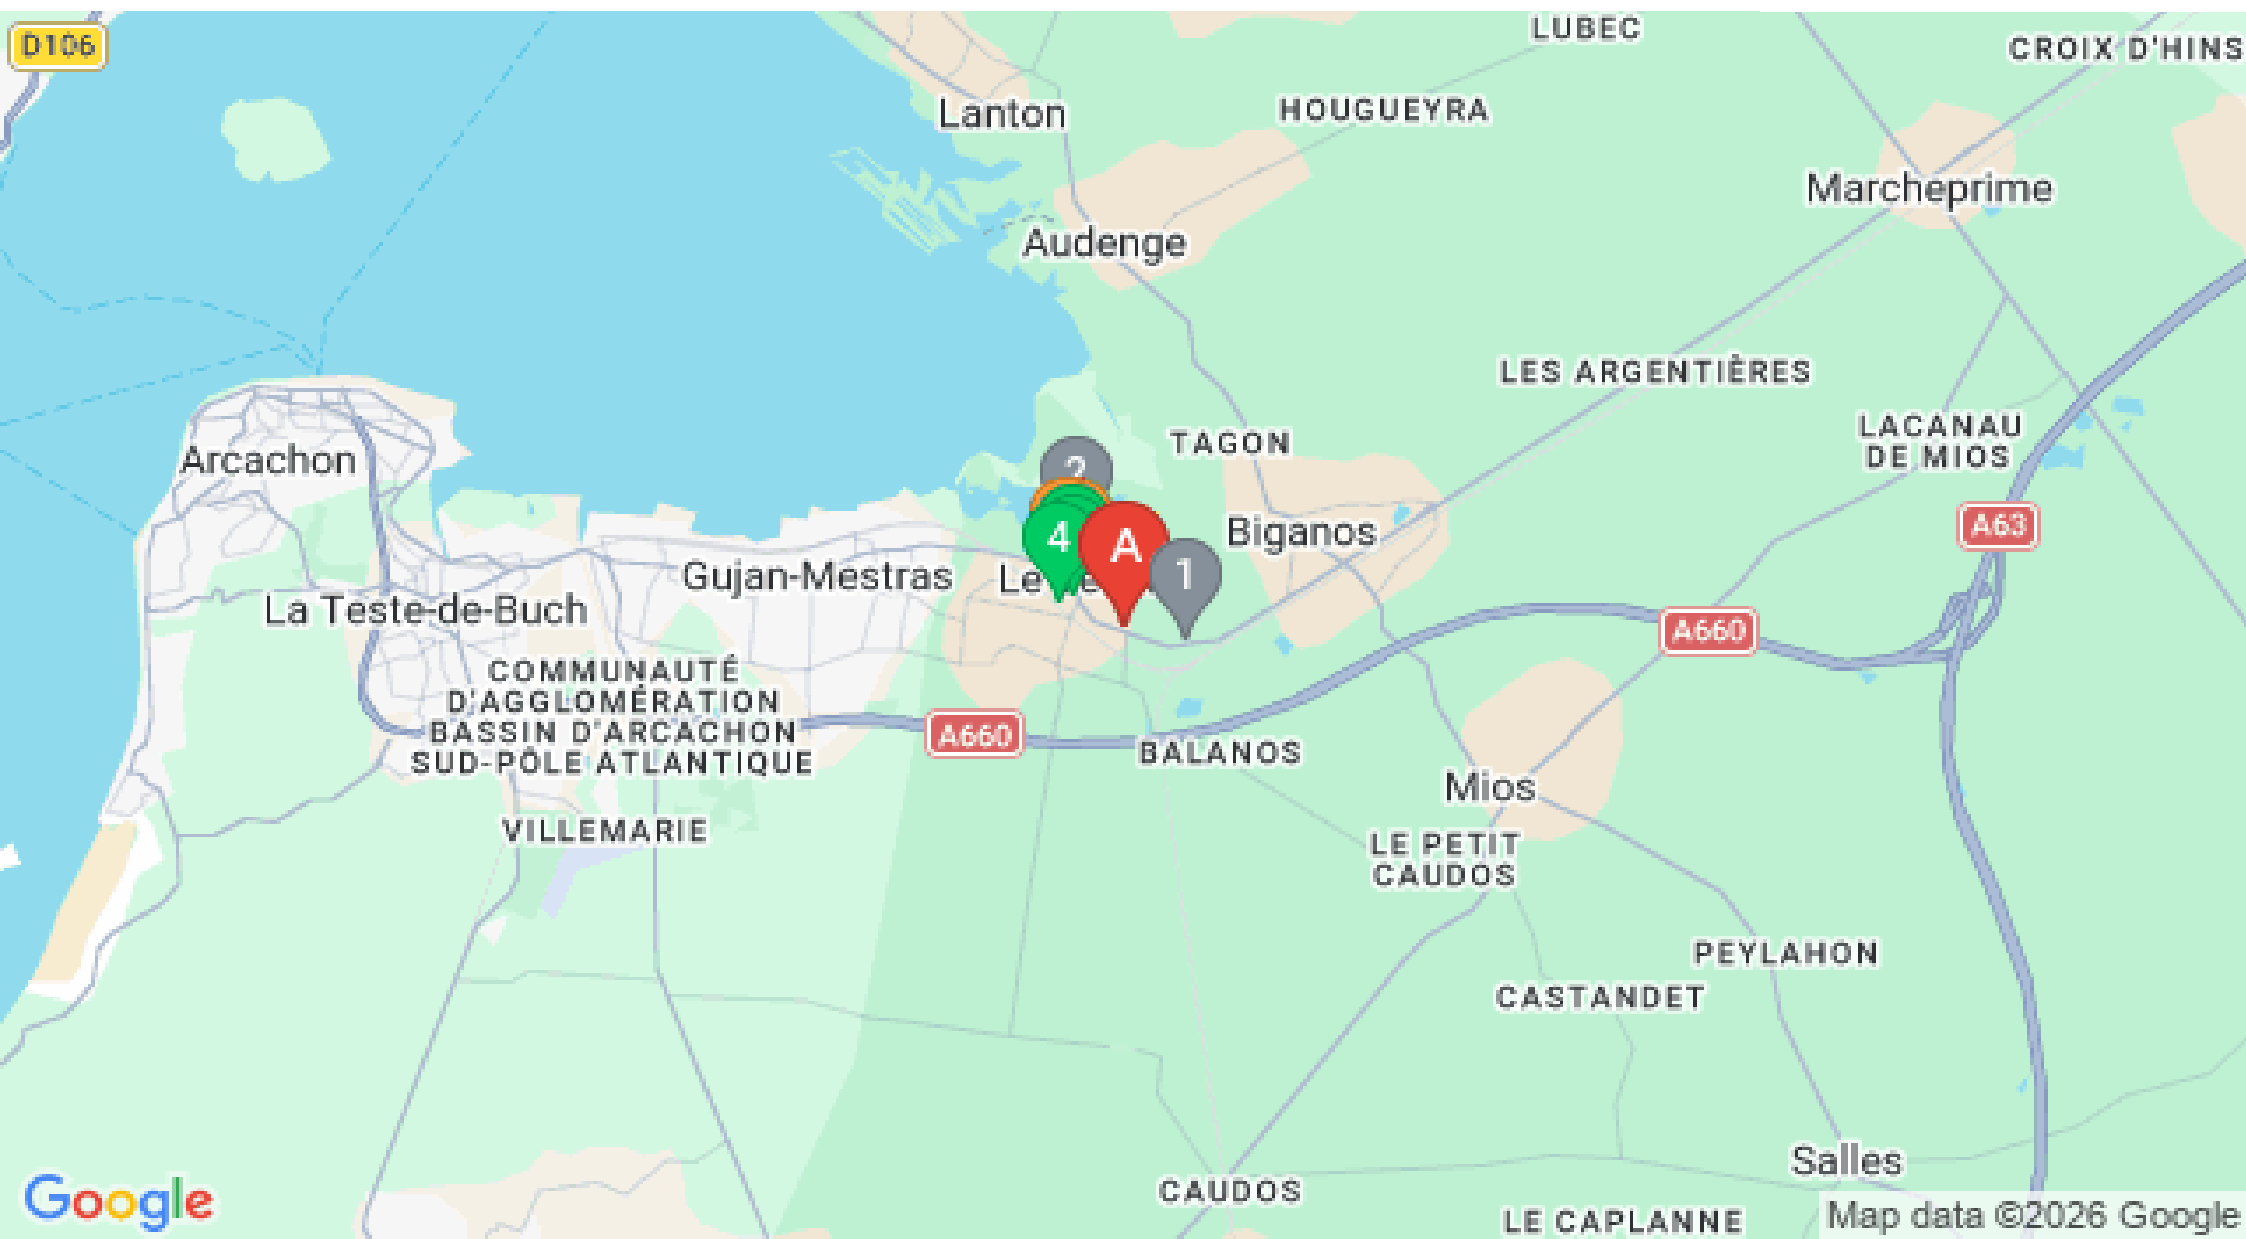 D106
LUBEC
CROIX D'HINS
Lanton
HOUGUEYRA
Marcheprime
Audenge
LES ARGENTIÈRES
TAGON
LACANAU
DE MIOS
Arcachon
2
A63
4
A
1
Biganos
Gujan-Mestras
Le
La Teste-de-Buch
A660
COMMUNAUTÉ
D'AGGLOMÉRATION
BASSIN D'ARCACHON
SUD-PÔLE ATLANTIQUE
A660
BALANOS
Mios
VILLEMARIE
LE PETIT
CAUDOS
PEYLAHON
CASTANDET
Salles
CAUDOS
Google
LE CAPLANNE
Map data ©2026 Google